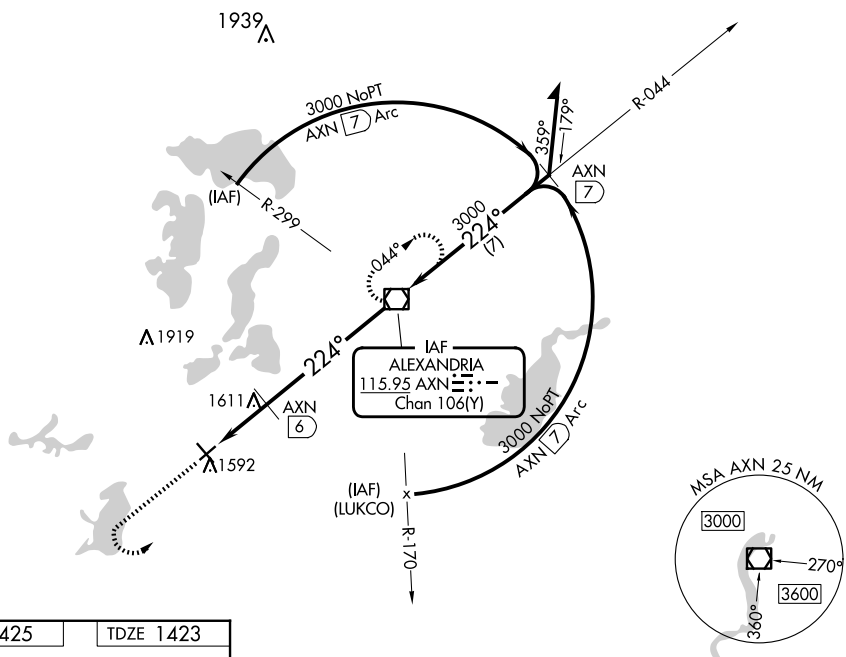 1939
3000 NoPT
AXN 7 Arc
R-044
359°
179°
(IAF)
R-299
AXN
7
3000
224°
(7)
044°
1919
224°
IAF
ALEXANDRIA
115.95 AXN
Chan 106(Y)
1611
AXN
6
3000 NoPT
AXN 7 Arc
1592
(IAF)
(LUKCO)
x
R-170
MSA AXN 25 NM
3000
270°
3600
360°
425
TDZE 1423